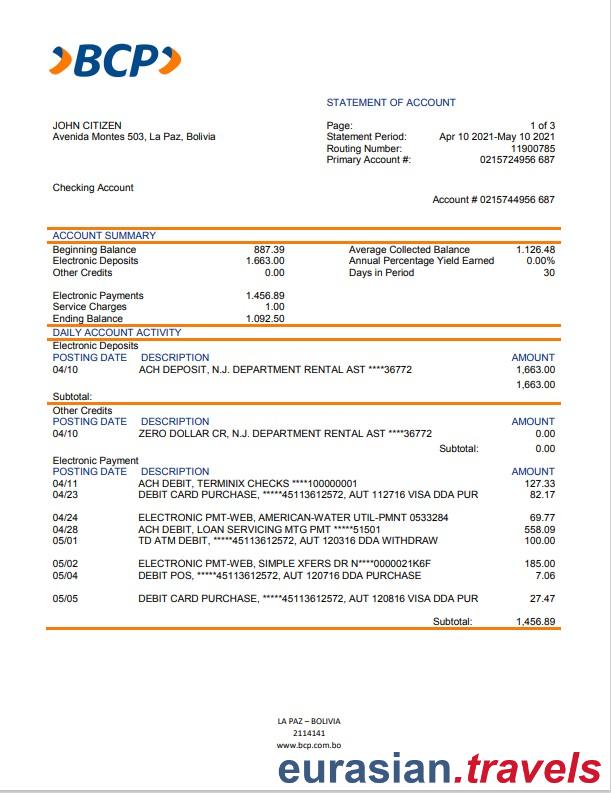 BCP
STATEMENT OF ACCOUNT
JOHN CITIZEN
Avenida Montes 503, La Paz, Bolivia
Page: 1 of 3
Statement Period: Apr 10 2021-May 10 2021
Routing Number: 11900785
Primary Account #: 0215724956 687
Checking Account
Account # 0215744956 687
ACCOUNT SUMMARY
Beginning Balance 887.39 Average Collected Balance 1.126.48
Electronic Deposits 1.663.00 Annual Percentage Yield Earned 0.00%
Other Credits 0.00 Days in Period 30
Electronic Payments 1.456.89
Service Charges 1.00
Ending Balance 1.092.50
DAILY ACCOUNT ACTIVITY
Electronic Deposits
POSTING DATE DESCRIPTION AMOUNT
04/10 ACH DEPOSIT, N.J. DEPARTMENT RENTAL AST ****36772 1,663.00
1,663.00
Subtotal:
Other Credits
POSTING DATE DESCRIPTION AMOUNT
04/10 ZERO DOLLAR CR, N.J. DEPARTMENT RENTAL AST ****36772 0.00
Subtotal: 0.00
Electronic Payment
POSTING DATE DESCRIPTION AMOUNT
04/11 ACH DEBIT, TERMINIX CHECKS ****100000001 127.33
04/23 DEBIT CARD PURCHASE, *****45113612572, AUT 112716 VISA DDA PUR 82.17
04/24 ELECTRONIC PMT-WEB, AMERICAN-WATER UTIL-PMNT 0533284 69.77
04/28 ACH DEBIT, LOAN SERVICING MTG PMT *****51501 558.09
05/01 TD ATM DEBIT, *****45113612572, AUT 120316 DDA WITHDRAW 100.00
05/02 ELECTRONIC PMT-WEB, SIMPLE XFERS DR N****0000021K6F 185.00
05/04 DEBIT POS, *****45113612572, AUT 120716 DDA PURCHASE 7.06
05/05 DEBIT CARD PURCHASE, *****45113612572, AUT 120816 VISA DDA PUR 27.47
Subtotal: 1,456.89
LA PAZ – BOLIVIA
2114141
www.bcp.com.bo
eurasian.travels